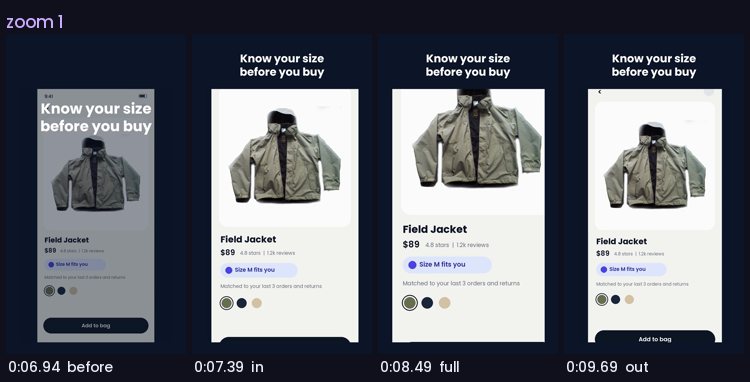 zoom 1
9:41
Know your size
before you buy
Field Jacket
$89 4.8 stars | 1.2k reviews
Size M fits you
Matched to your last 3 orders and returns
Add to bag
0:06.94 before
Know your size
before you buy
Field Jacket
$89 4.8 stars | 1.2k reviews
Size M fits you
Matched to your last 3 orders and returns
0:07.39 in
Know your size
before you buy
Field Jacket
$89 4.8 stars | 1.2k reviews
Size M fits you
Matched to your last 3 orders and returns
0:08.49 full
Know your size
before you buy
Field Jacket
$89 4.8 stars | 1.2k reviews
Size M fits you
Matched to your last 3 orders and returns
Add to bag
0:09.69 out